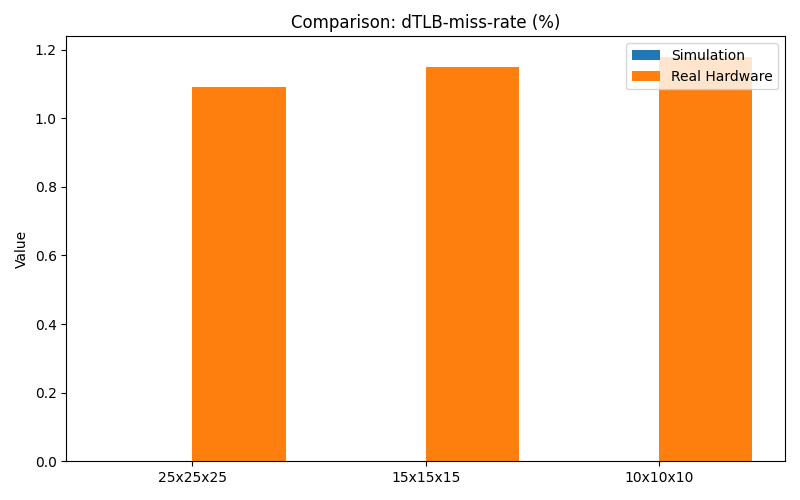 Comparison: dTLB-miss-rate (%)
Simulation
Real Hardware
1.2
1.0
0.8
0.6
0.4
0.2
0.0
Value
25x25x25
15x15x15
10x10x10